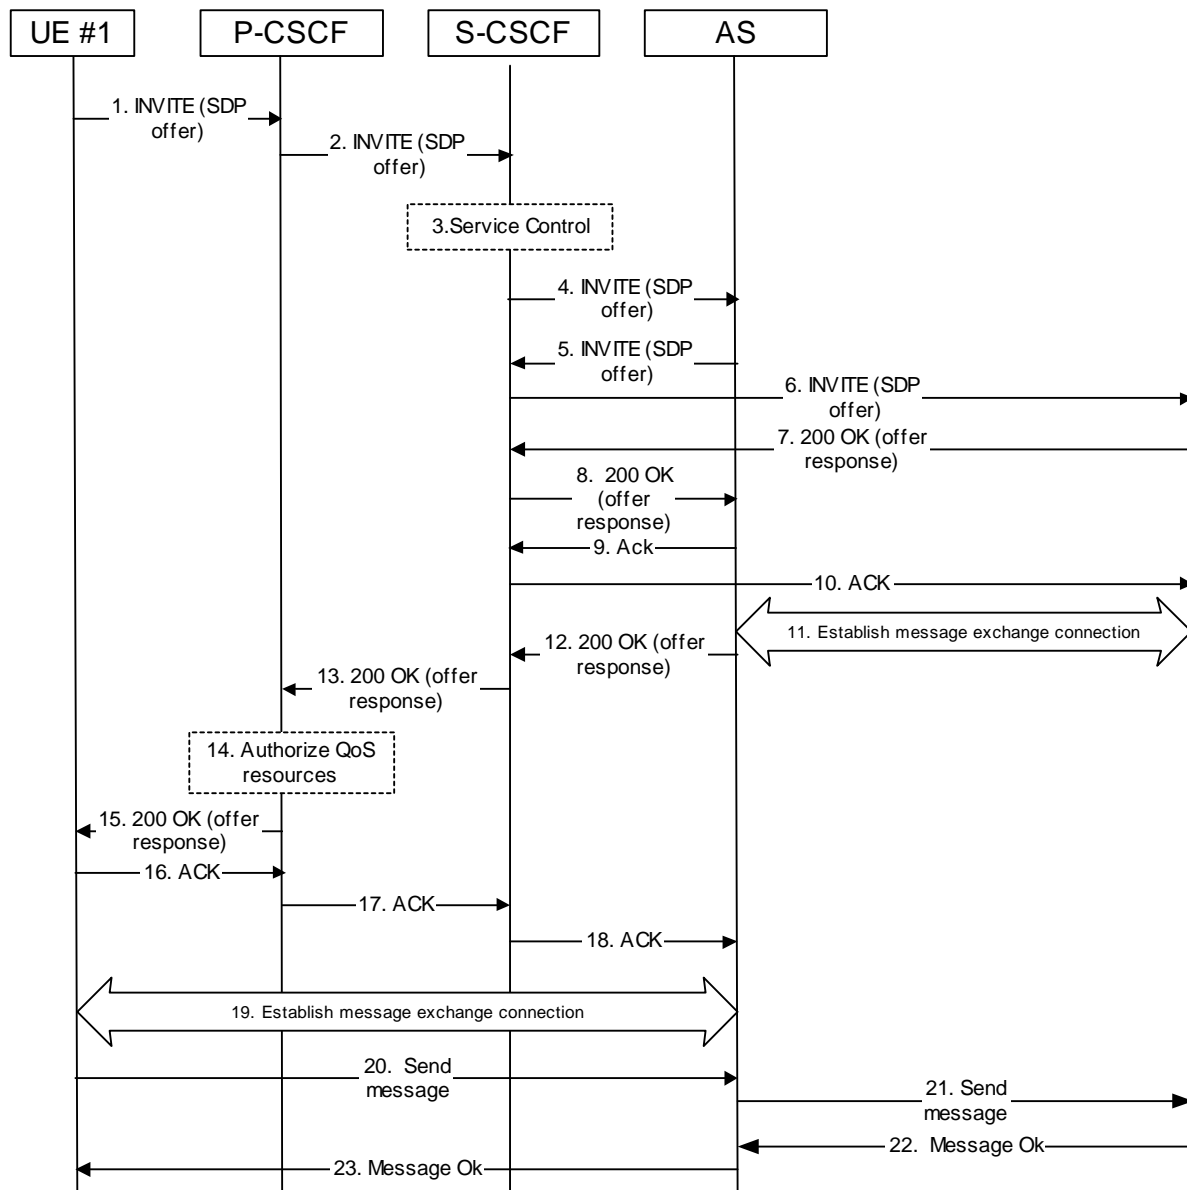 UE #1
P-CSCF
S-CSCF
AS
1. INVITE (SDP
offer)
2. INVITE (SDP
offer)
3.Service Control
4. INVITE (SDP
offer)
5. INVITE (SDP
offer)
6. INVITE (SDP
offer)
7. 200 OK (offer
response)
8. 200 OK
(offer
response)
9. Ack
10. ACK
11. Establish message exchange connection
12. 200 OK (offer
response)
13. 200 OK (offer
response)
14. Authorize QoS
resources
15. 200 OK (offer
response)
16. ACK
17. ACK
18. ACK
19. Establish message exchange connection
20. Send
message
21. Send
message
22. Message Ok
23. Message Ok